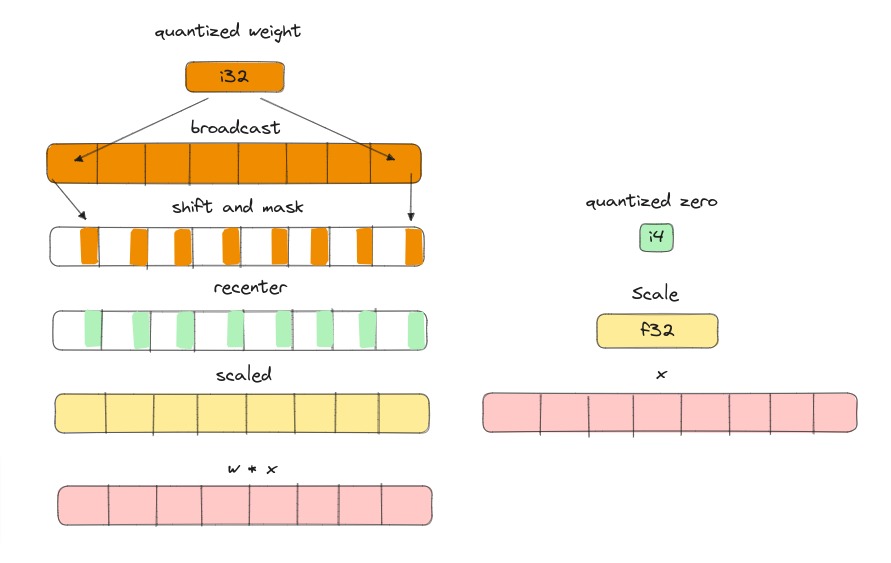 quantized weight
i32
broadcast
shift and mask
recenter
scaled
w * x
quantized zero
i4
Scale
f32
x